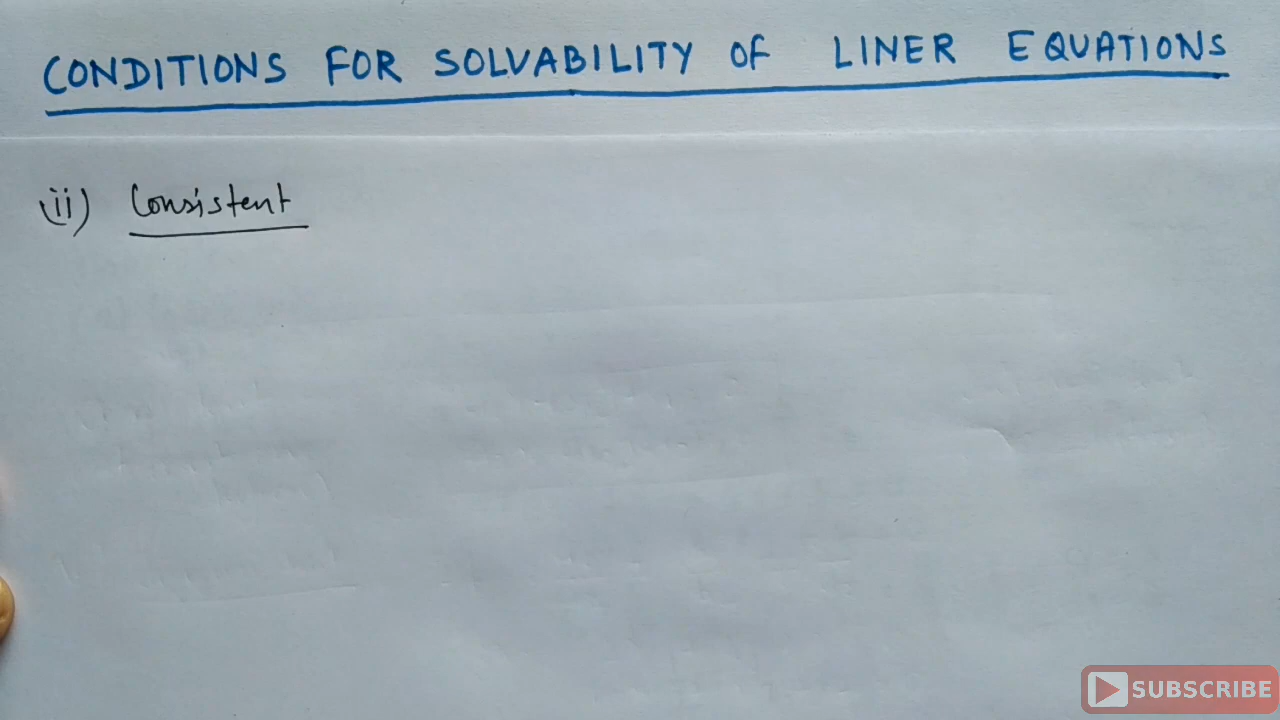 CONDITIONS FOR SOLVABILITY OF LINER EQUATIONS
(ii) Consistent
SUBSCRIBE